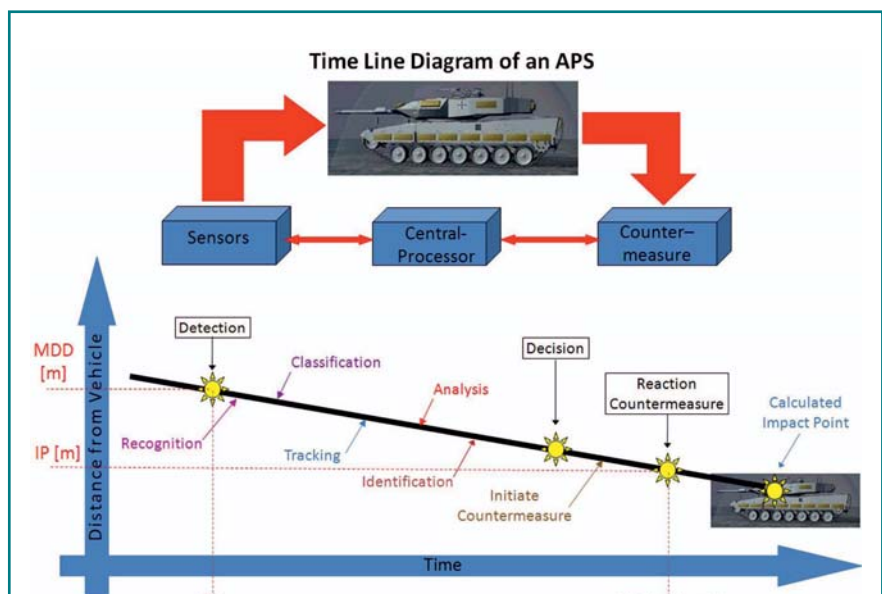 Time Line Diagram of an APS
Sensors
Central-
Processor
Counter–
measure
Distance from Vehicle
MDD
[m]
IP [m]
Detection
Classification
Recognition
Tracking
Analysis
Identification
Decision
Initiate
Countermeasure
Reaction
Countermeasure
Calculated
Impact Point
Time